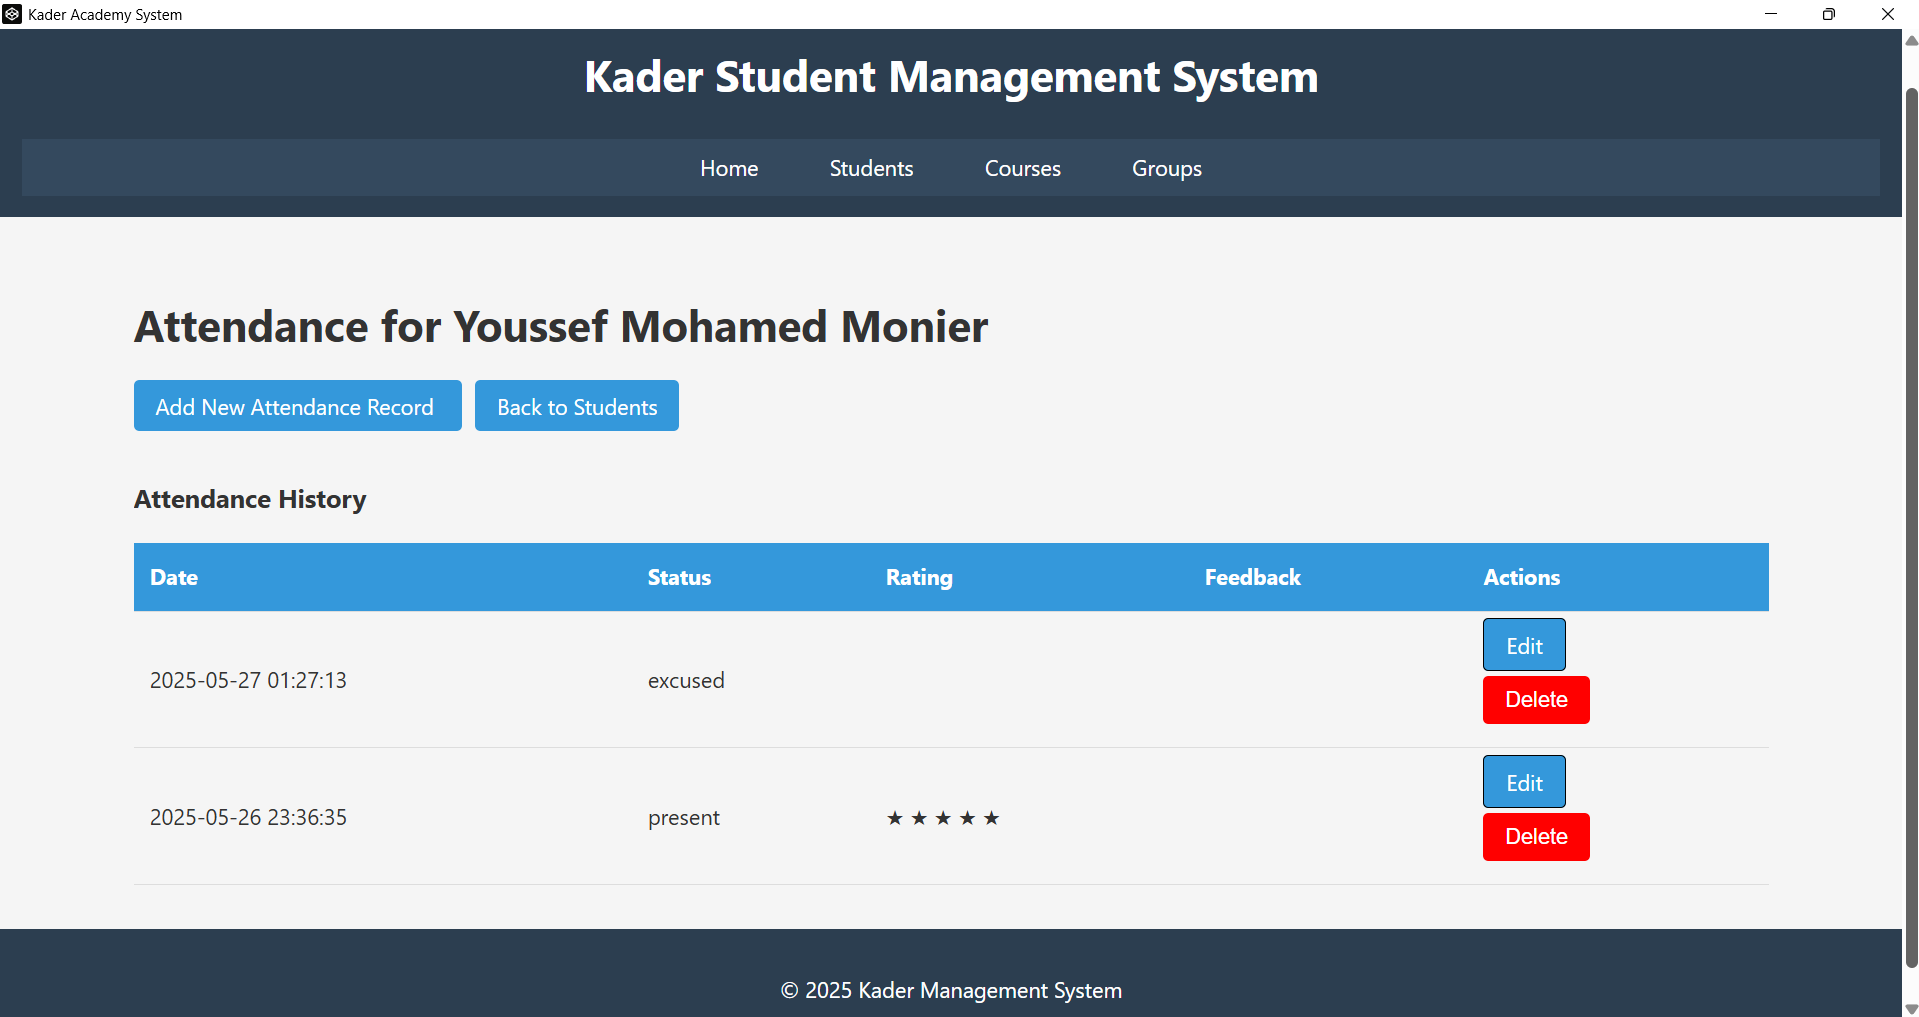 Kader Academy System
Kader Student Management System
Home Students Courses Groups
Attendance for Youssef Mohamed Monier
Add New Attendance Record Back to Students
Attendance History
Date Status Rating Feedback Actions
Edit
2025-05-27 01:27:13 excused
Delete
Edit
2025-05-26 23:36:35 present ★ ★ ★ ★ ★
Delete
© 2025 Kader Management System